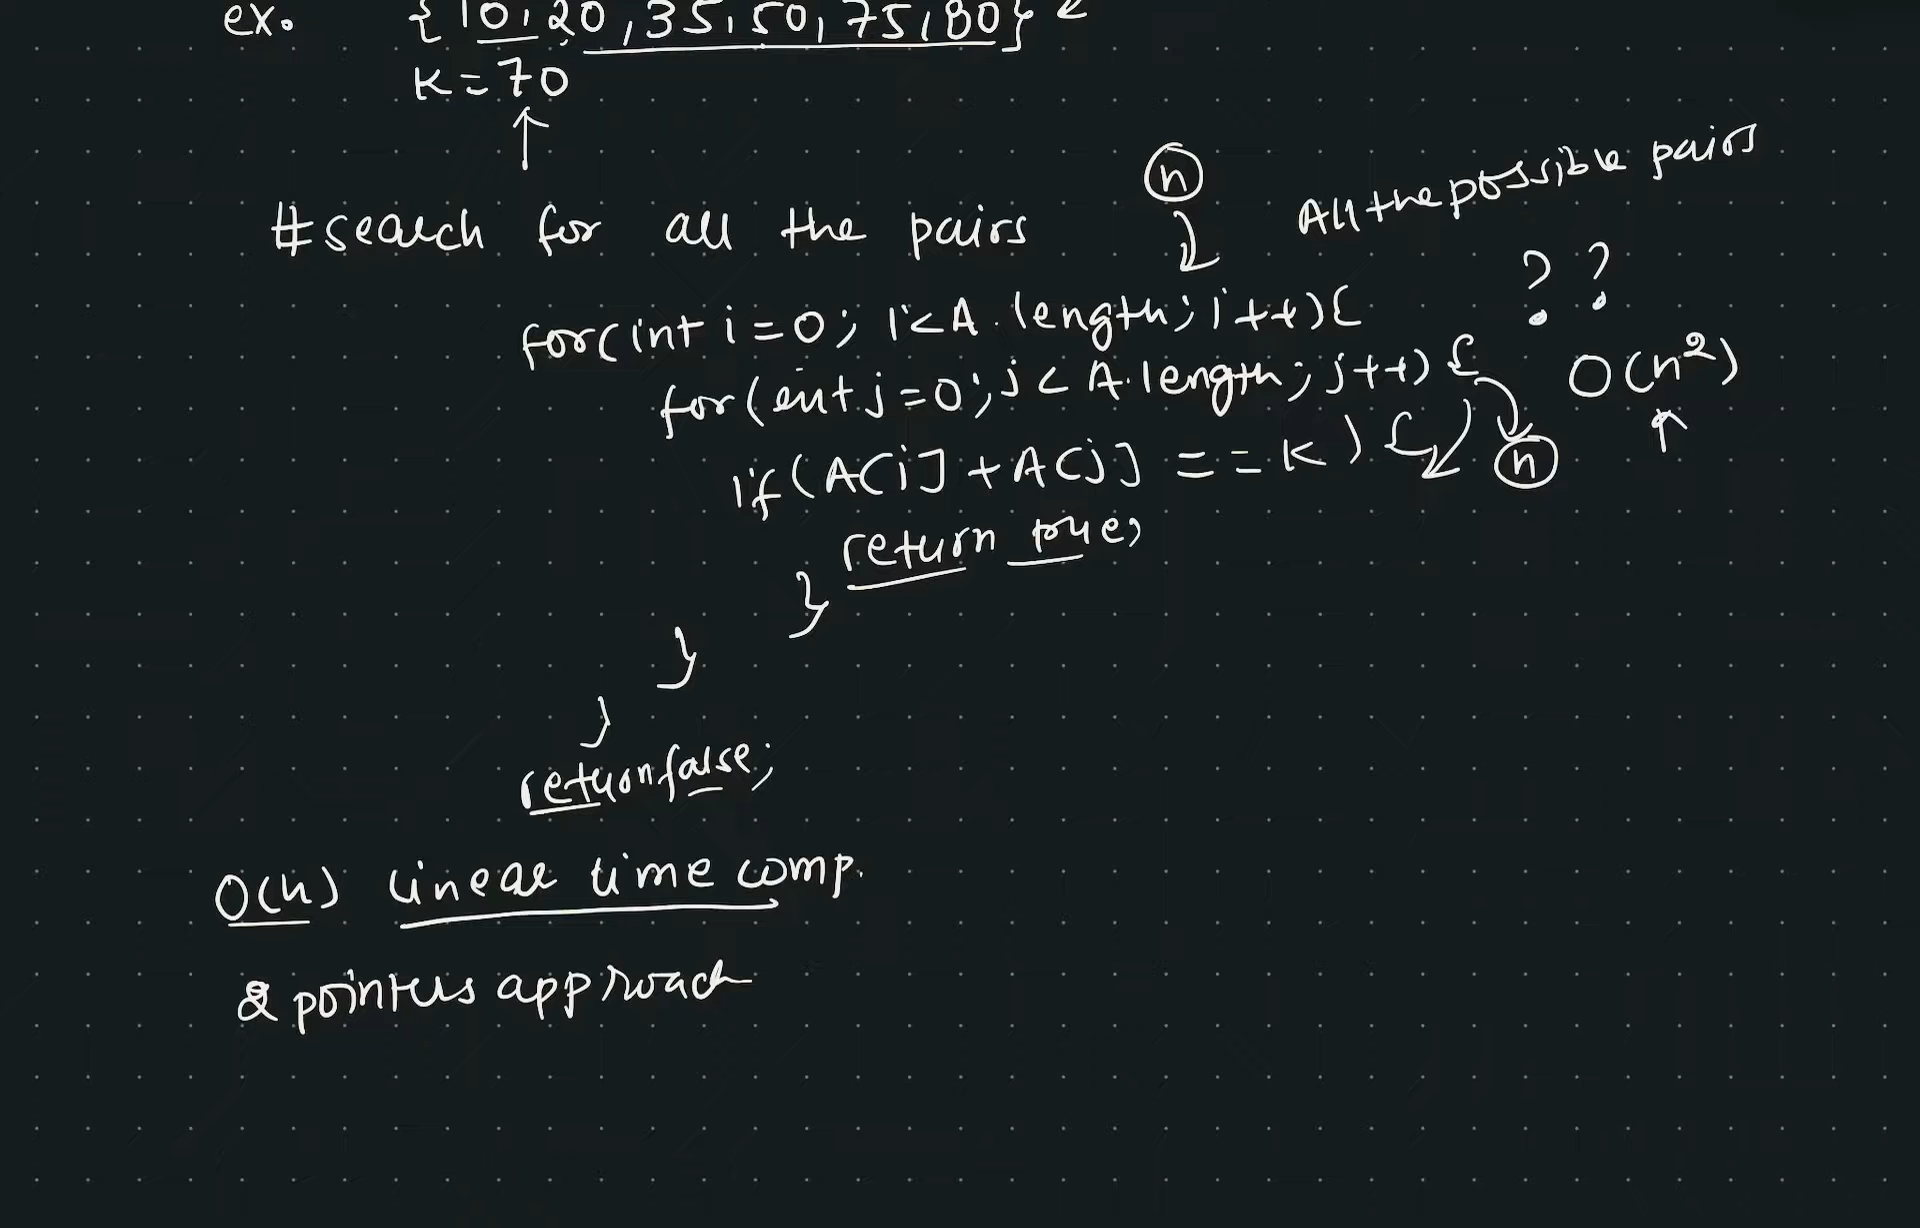 ex. {10,20,35,50,75,80}
K=70
n
All the possible pairs
#search for all the pairs
? ?
for(int i=0; i<A.length; i++){
for(int j=0; j<A.length; j++){
O(n²)
if(A[i]+A[j] == K){
n
return true;
}
}
}
return false;
O(n) linear time comp.
2 pointers approach